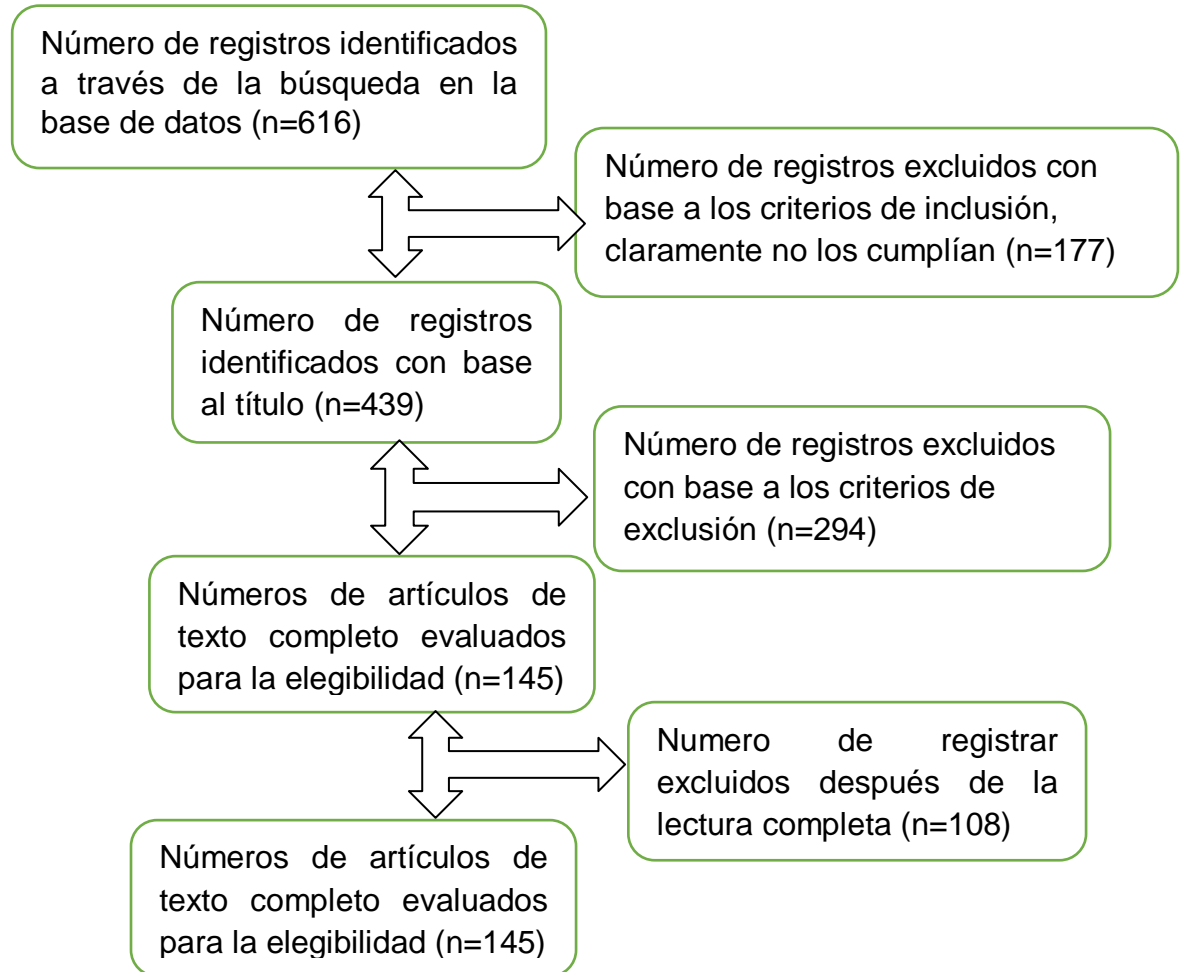 Número de registros identificados
a través de la búsqueda en la
base de datos (n=616)
Número de registros excluidos con
base a los criterios de inclusión,
claramente no los cumplían (n=177)
Número de registros
identificados con base
al título (n=439)
Número de registros excluidos
con base a los criterios de
exclusión (n=294)
Números de artículos de
texto completo evaluados
para la elegibilidad (n=145)
Numero de registrar
excluidos después de la
lectura completa (n=108)
Números de artículos de
texto completo evaluados
para la elegibilidad (n=145)